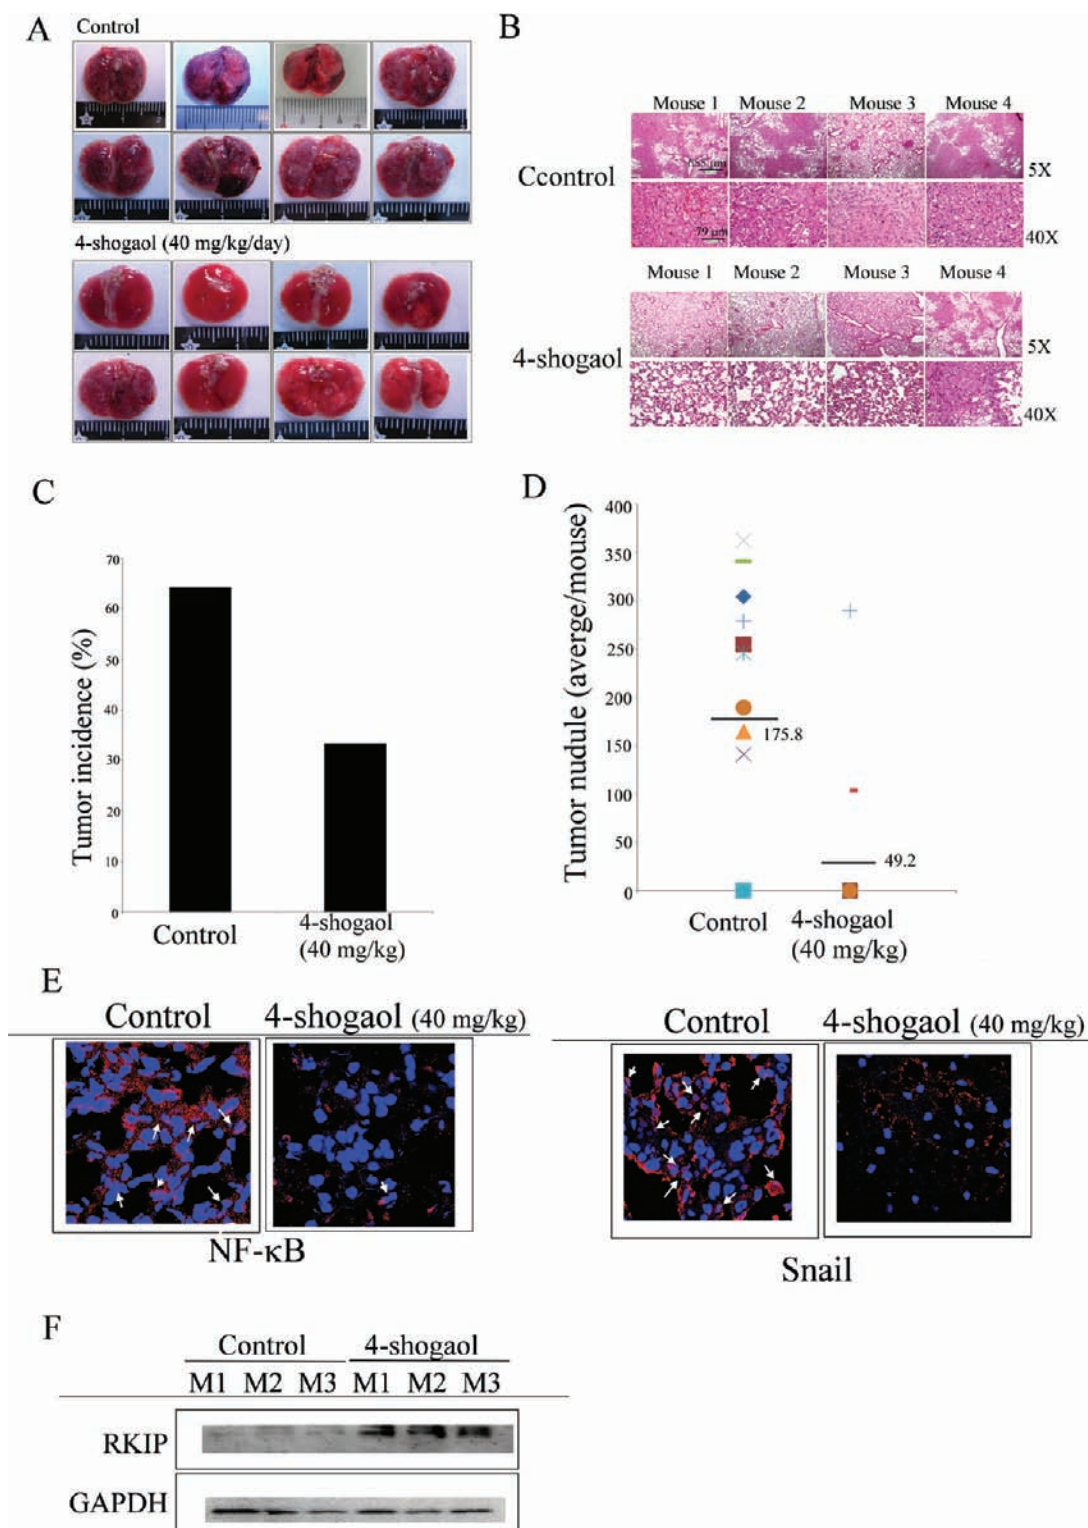 A
Control
4-shogaol (40 mg/kg/day)
B
Mouse 1 Mouse 2 Mouse 3 Mouse 4
Ccontrol
5X
79 µm
40X
Mouse 1 Mouse 2 Mouse 3 Mouse 4
4-shogaol
5X
40X
C
Tumor incidence (%)
70
60
50
40
30
20
10
0
Control
4-shogaol
(40 mg/kg)
D
Tumor nudule (averge/mouse)
400
350
300
250
200
150
100
50
0
175.8
49.2
Control
4-shogaol
(40 mg/kg)
E
Control 4-shogaol (40 mg/kg)
NF-κB
Control 4-shogaol (40 mg/kg)
Snail
F
Control 4-shogaol
M1 M2 M3 M1 M2 M3
RKIP
GAPDH